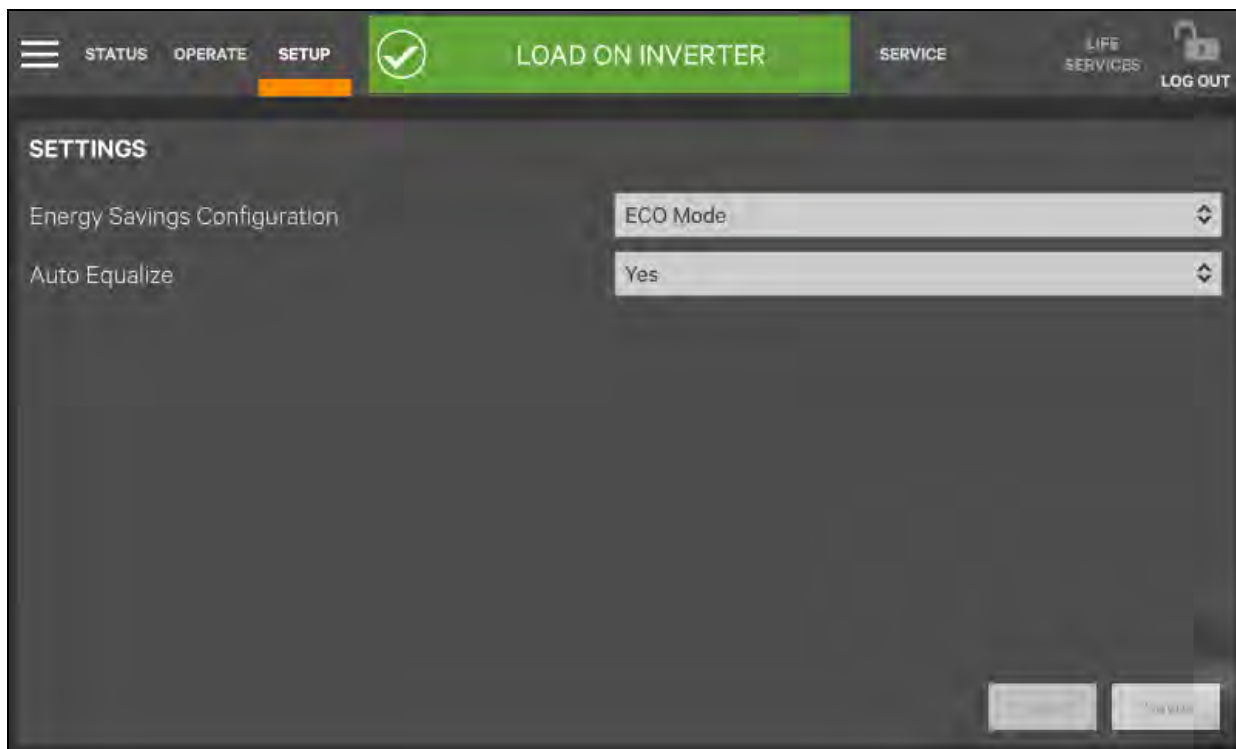 STATUS OPERATE SETUP LOAD ON INVERTER SERVICE LIFE
SERVICES
LOG OUT
SETTINGS
Energy Savings Configuration ECO Mode
Auto Equalize Yes